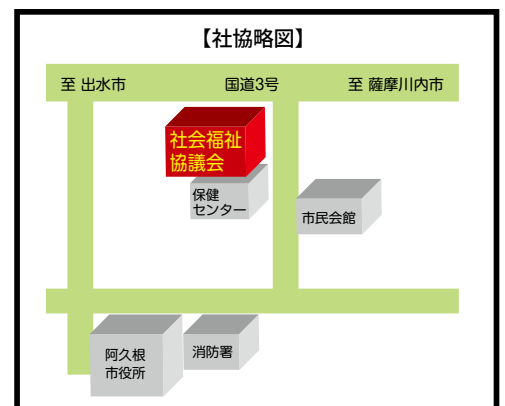 【社協略図】
至 出水市
国道3号
至 薩摩川内市
社会福祉
協議会
保健
センター
市民会館
阿久根
市役所
消防署